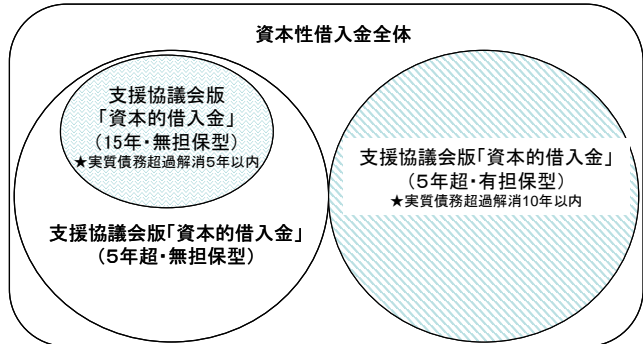 資本性借入金全体
支援協議会版
「資本的借入金」
（15年・無担保型）
★実質債務超過解消5年以内
支援協議会版「資本的借入金」
（５年超・有担保型）
★実質債務超過解消10年以内
支援協議会版「資本的借入金」
（５年超・無担保型）